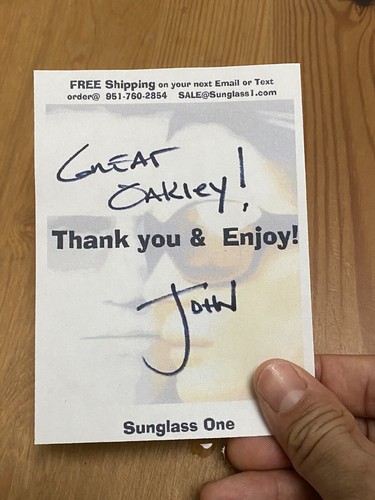 FREE Shipping on your next Email or Text
order@ 951-760-2854 SALE@Sunglass1.com
GREAT
OAKley!
Thank you & Enjoy!
JOHN
Sunglass One